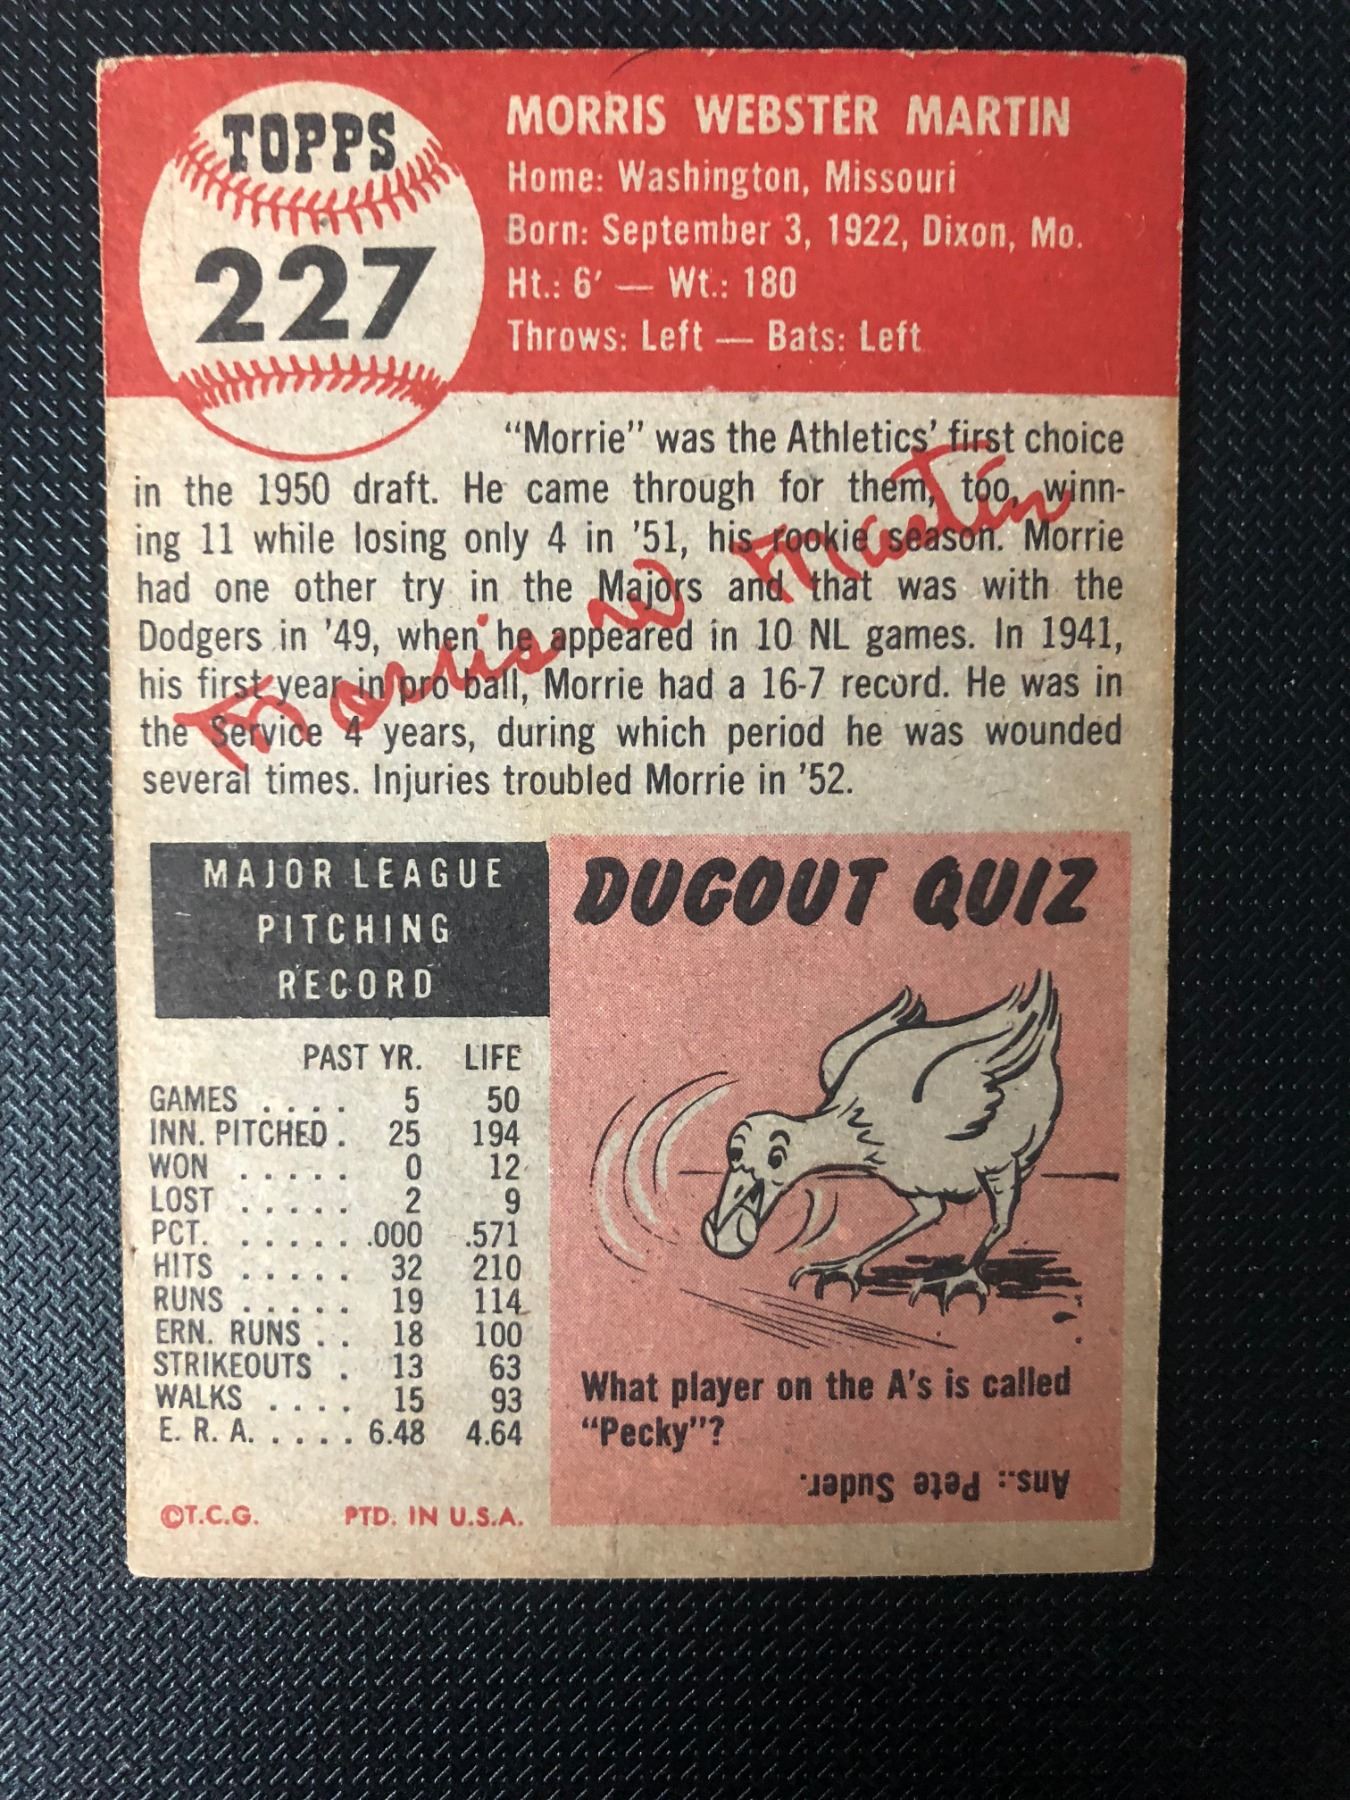 TOPPS
227
MORRIS WEBSTER MARTIN
Home: Washington, Missouri
Born: September 3, 1922, Dixon, Mo.
Ht.: 6' — Wt.: 180
Throws: Left — Bats: Left
"Morrie" was the Athletics' first choice
in the 1950 draft. He came through for them, too, winn-
ing 11 while losing only 4 in '51, his rookie season. Morrie
had one other try in the Majors and that was with the
Dodgers in '49, when he appeared in 10 NL games. In 1941,
his first year in pro ball, Morrie had a 16-7 record. He was in
the Service 4 years, during which period he was wounded
several times. Injuries troubled Morrie in '52.
Morris W Martin
MAJOR LEAGUE
PITCHING
RECORD
PAST YR. LIFE
GAMES . . . . 5 50
INN. PITCHED . 25 194
WON . . . . . 0 12
LOST . . . . . 2 9
PCT. . . . . . .000 .571
HITS . . . . . 32 210
RUNS . . . . . 19 114
ERN. RUNS . . 18 100
STRIKEOUTS . 13 63
WALKS . . . . 15 93
E. R. A. . . . . 6.48 4.64
©T.C.G. PTD. IN U.S.A.
DUGOUT QUIZ
What player on the A's is called
"Pecky"?
Ans.: Pete Suder.